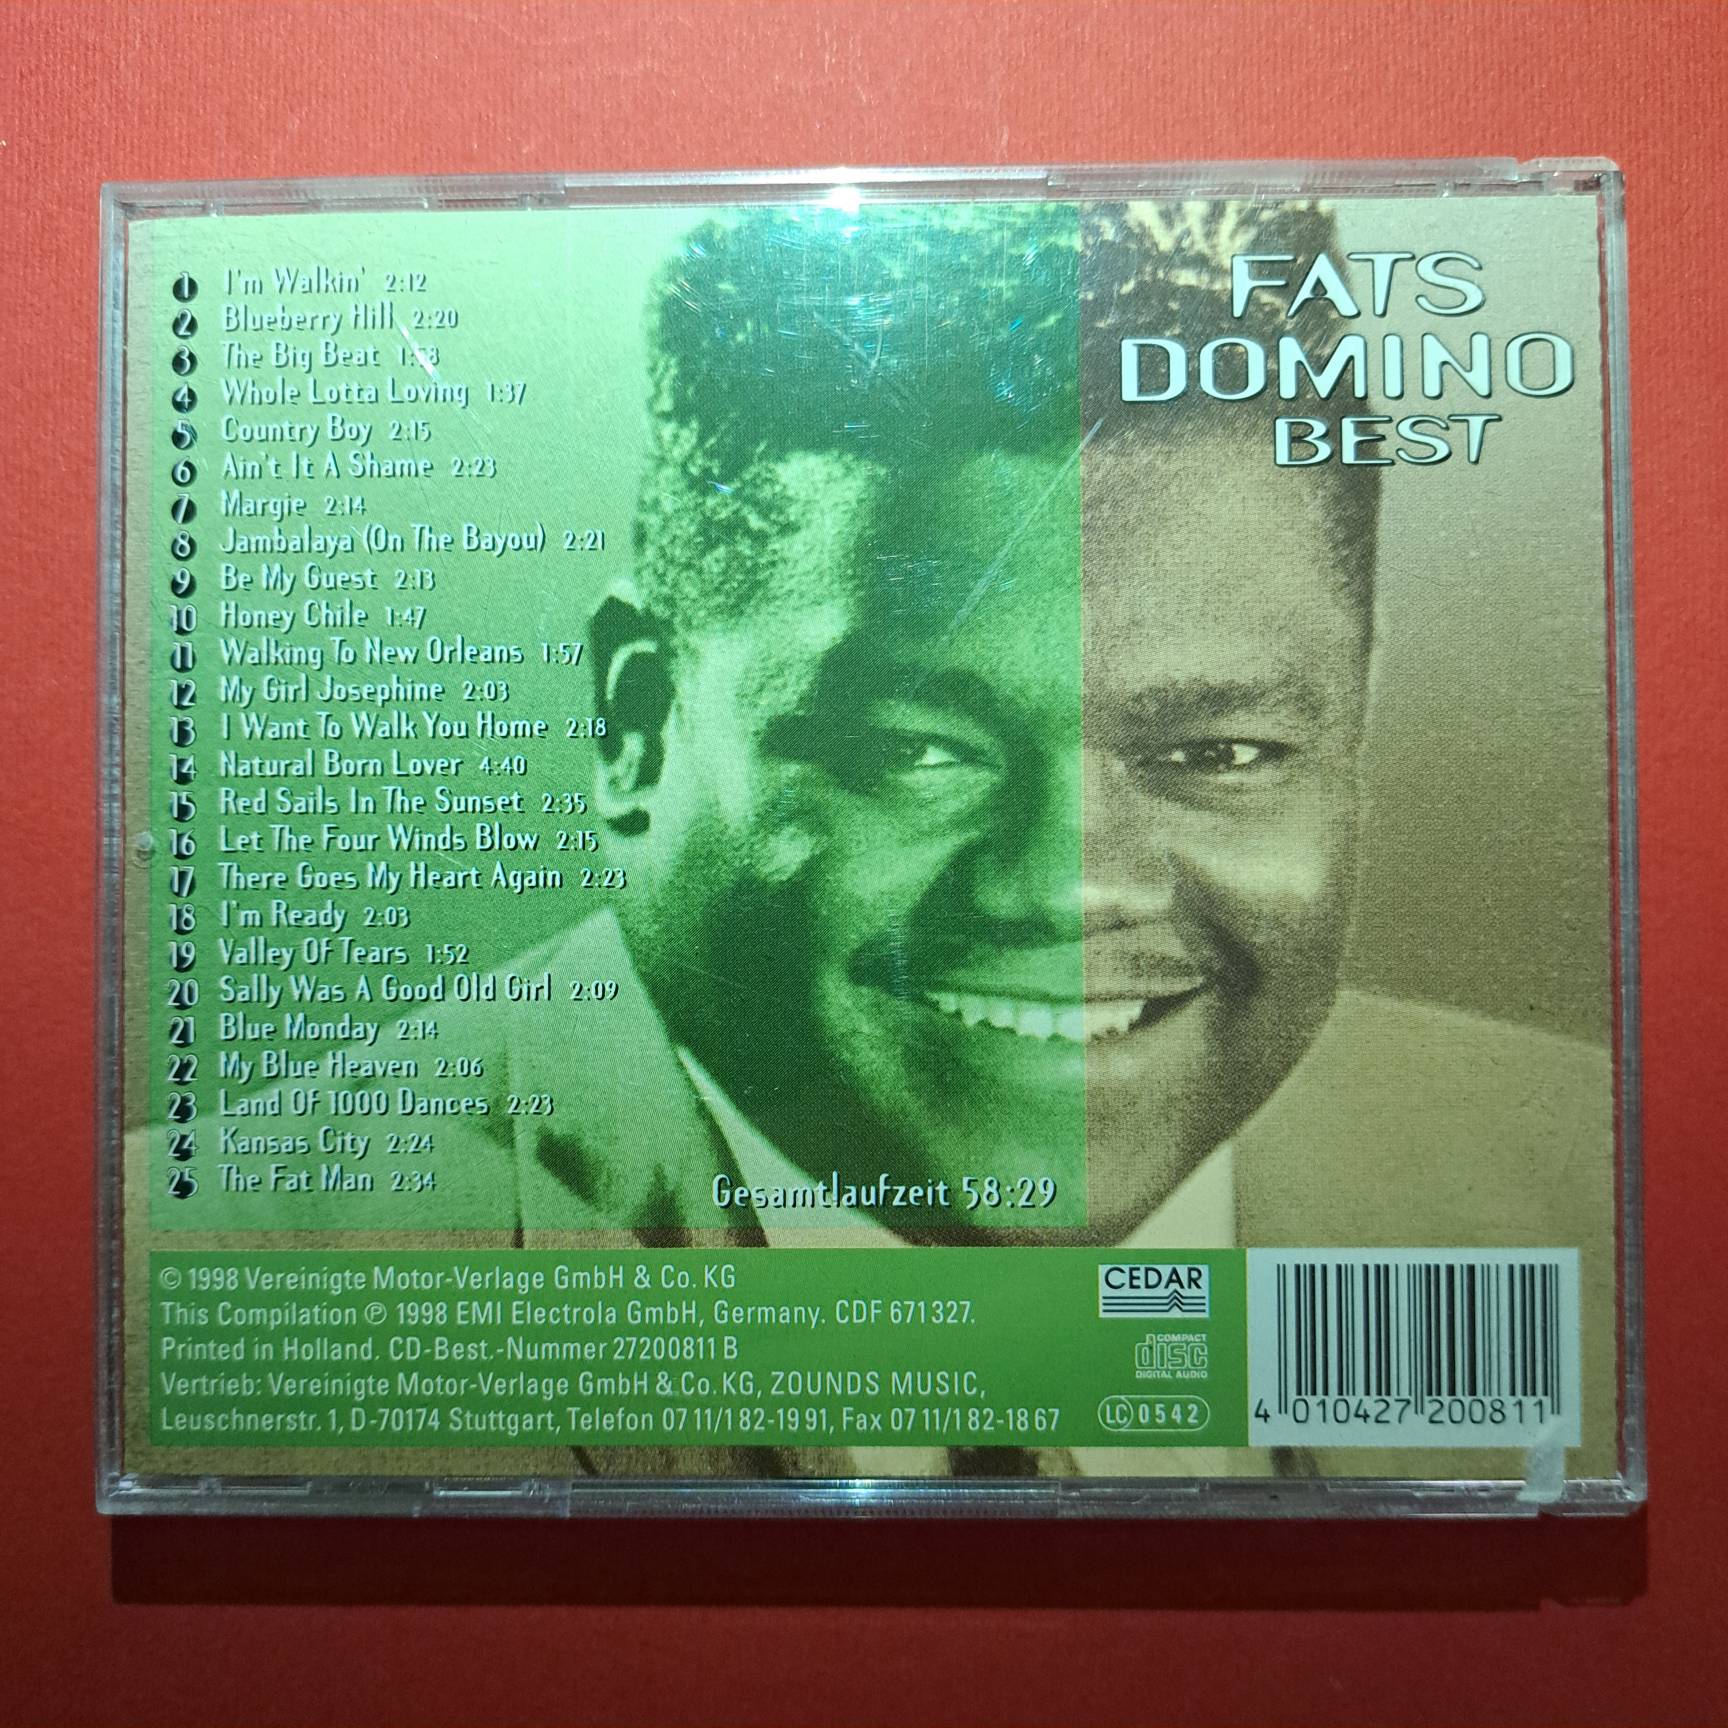 FATS
DOMINO
BEST
1 I'm Walkin' 2:12
2 Blueberry Hill 2:20
3 The Big Beat 1:58
4 Whole Lotta Loving 1:37
5 Country Boy 2:15
6 Ain't It A Shame 2:23
7 Margie 2:14
8 Jambalaya (On The Bayou) 2:21
9 Be My Guest 2:13
10 Honey Chile 1:47
11 Walking To New Orleans 1:57
12 My Girl Josephine 2:03
13 I Want To Walk You Home 2:18
14 Natural Born Lover 4:40
15 Red Sails In The Sunset 2:35
16 Let The Four Winds Blow 2:15
17 There Goes My Heart Again 2:23
18 I'm Ready 2:03
19 Valley Of Tears 1:52
20 Sally Was A Good Old Girl 2:09
21 Blue Monday 2:14
22 My Blue Heaven 2:06
23 Land Of 1000 Dances 2:23
24 Kansas City 2:24
25 The Fat Man 2:34
Gesamtlaufzeit 58:29
© 1998 Vereinigte Motor-Verlage GmbH & Co. KG
This Compilation ℗ 1998 EMI Electrola GmbH, Germany. CDF 671327.
Printed in Holland. CD-Best.-Nummer 27200811 B
Vertrieb: Vereinigte Motor-Verlage GmbH & Co. KG, ZOUNDS MUSIC,
Leuschnerstr. 1, D-70174 Stuttgart, Telefon 07 11/1 82-19 91, Fax 07 11/1 82-18 67
CEDAR
COMPACT
disc
DIGITAL AUDIO
LC 0542
4 010427 200811